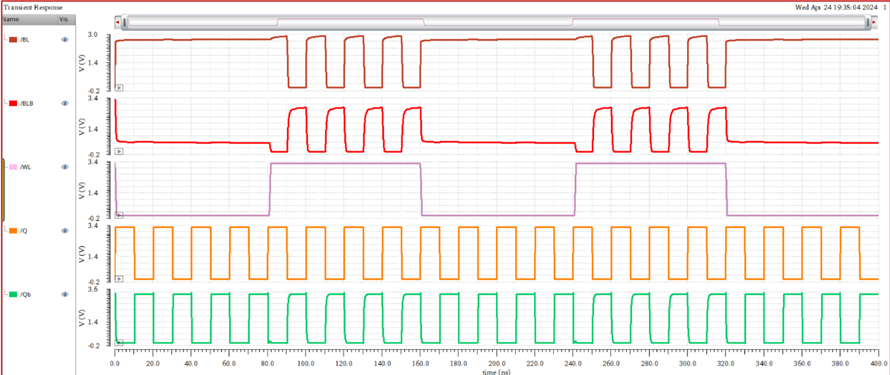 Transient Response
Wed Apr 24 19:35:04 2024 1
Name Vis
/BL
3.0
1.4
-0.2
V (V)
/BLB
3.4
1.4
-0.2
V (V)
/WL
3.4
1.4
-0.2
V (V)
/Q
3.4
1.4
-0.2
V (V)
/Qb
3.6
1.4
-0.2
V (V)
0.0 20.0 40.0 60.0 80.0 100.0 120.0 140.0 160.0 180.0 200.0 220.0 240.0 260.0 280.0 300.0 320.0 340.0 360.0 380.0 400.0
time (ns)